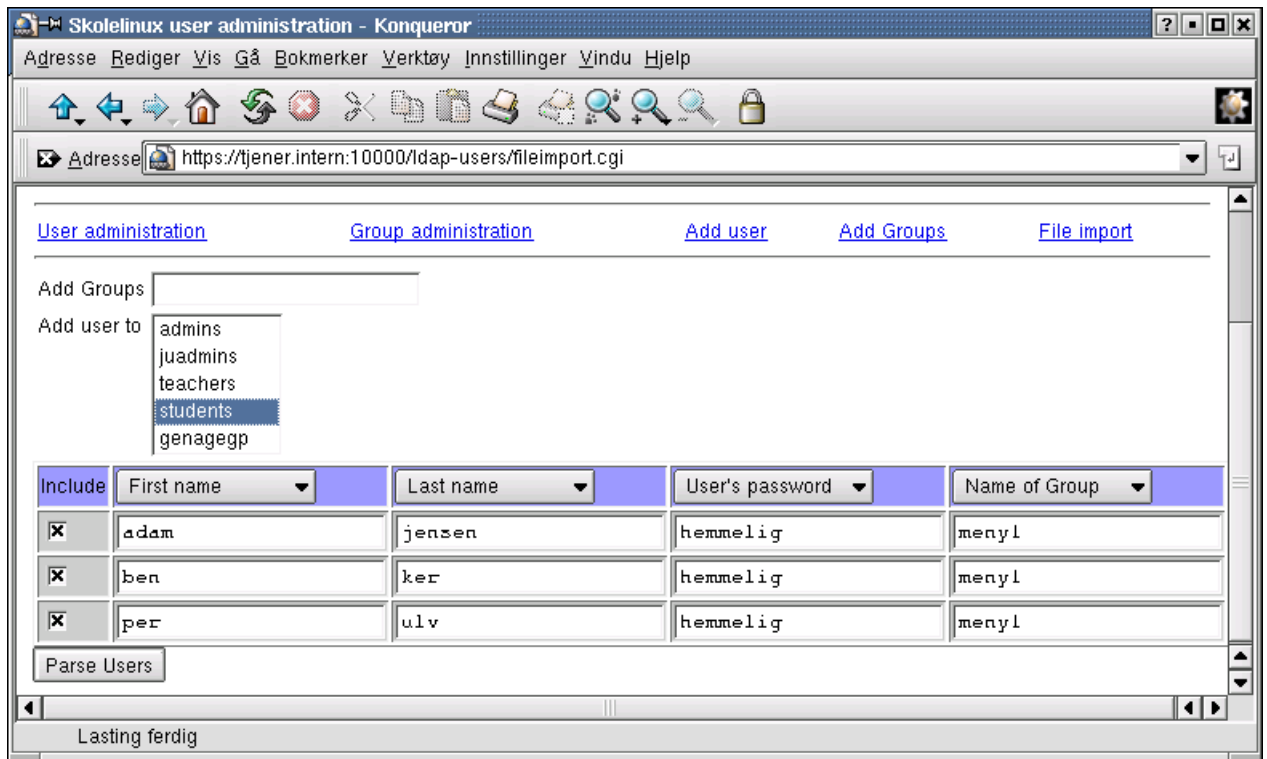 Skolelinux user administration - Konqueror
Adresse Rediger Vis Gå Bokmerker Verktøy Innstillinger Vindu Hjelp
Adresse https://tjener.intern:10000/ldap-users/fileimport.cgi
User administration Group administration Add user Add Groups File import
Add Groups
Add user to admins
juadmins
teachers
students
genagegp
Include First name Last name User's password Name of Group
adam jensen hemmelig meny1
ben ker hemmelig meny1
per ulv hemmelig meny1
Parse Users
Lasting ferdig